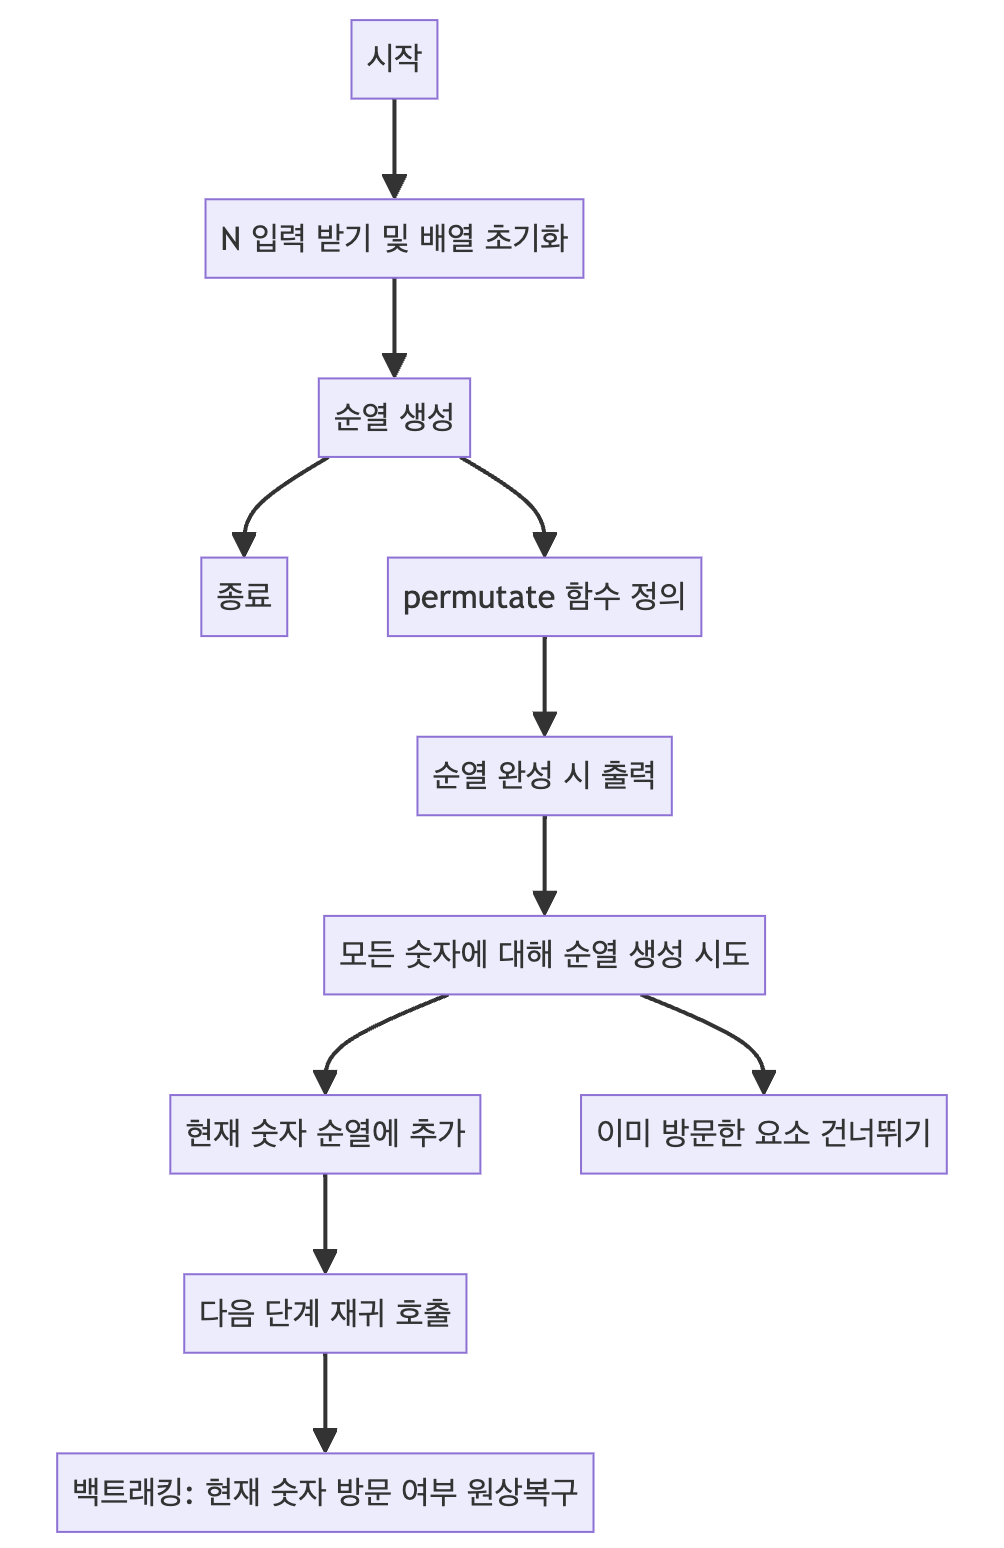 시작
N 입력 받기 및 배열 초기화
순열 생성
종료
permutate 함수 정의
순열 완성 시 출력
모든 숫자에 대해 순열 생성 시도
현재 숫자 순열에 추가
이미 방문한 요소 건너뛰기
다음 단계 재귀 호출
백트래킹: 현재 숫자 방문 여부 원상복구